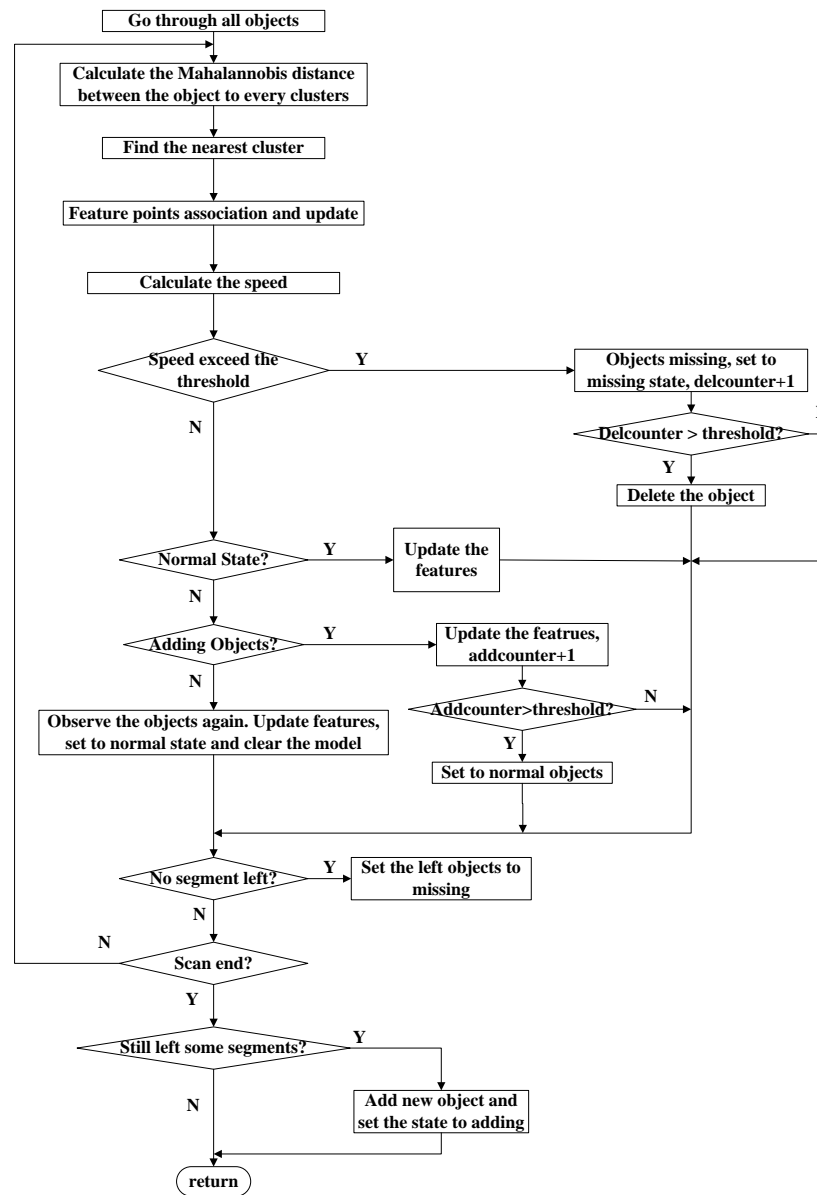 Go through all objects
Calculate the Mahalannobis distance
between the object to every clusters
Find the nearest cluster
Feature points association and update
Calculate the speed
Speed exceed the
threshold
Y
N
Objects missing, set to
missing state, delcounter+1
Delcounter > threshold?
Y
Delete the object
Normal State?
Y
N
Update the
features
Adding Objects?
Y
N
Update the featrues,
addcounter+1
Addcounter>threshold?
N
Y
Set to normal objects
Observe the objects again. Update features,
set to normal state and clear the model
No segment left?
Y
N
Set the left objects to
missing
Scan end?
N
Y
Still left some segments?
Y
N
Add new object and
set the state to adding
return